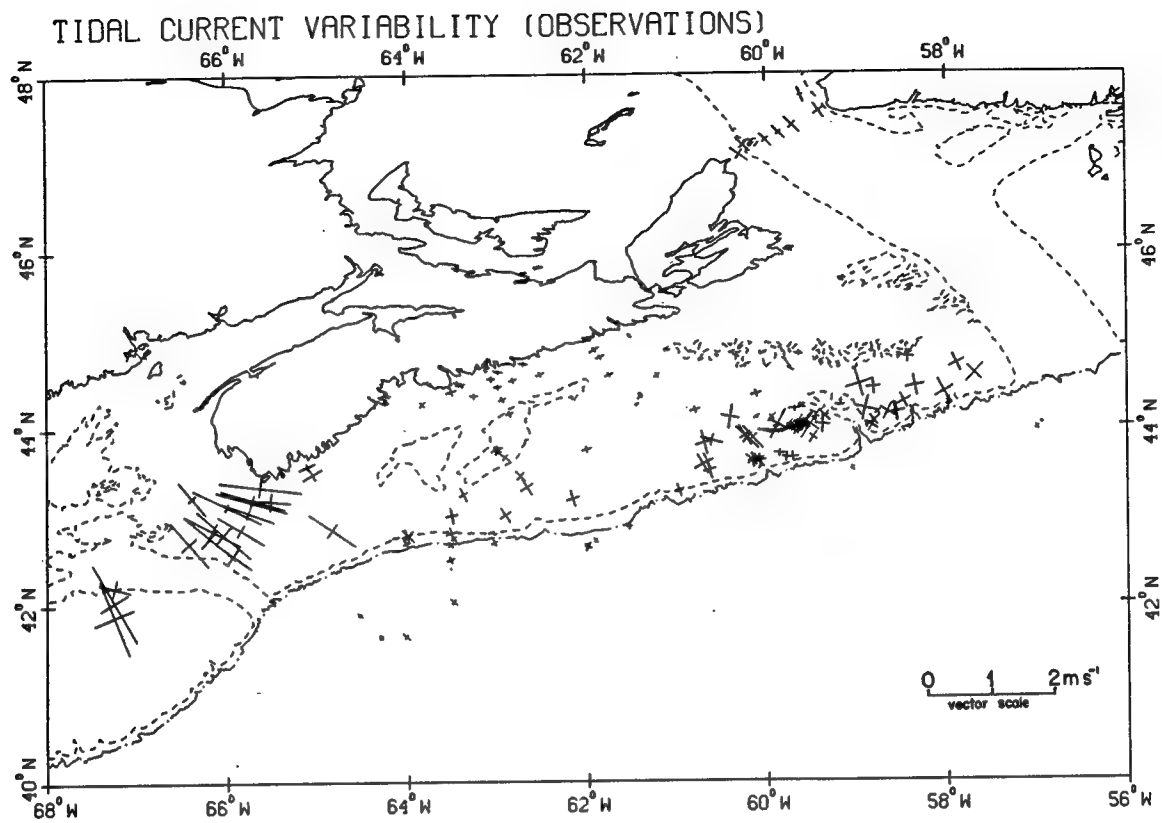 TIDAL CURRENT VARIABILITY (OBSERVATIONS)
66°W 64°W 62°W 60°W 58°W
48°N
46°N 46°N
44°N 44°N
42°N 42°N
0 1 2ms⁻¹
vector scale
40°N
68°W 66°W 64°W 62°W 60°W 58°W 56°W